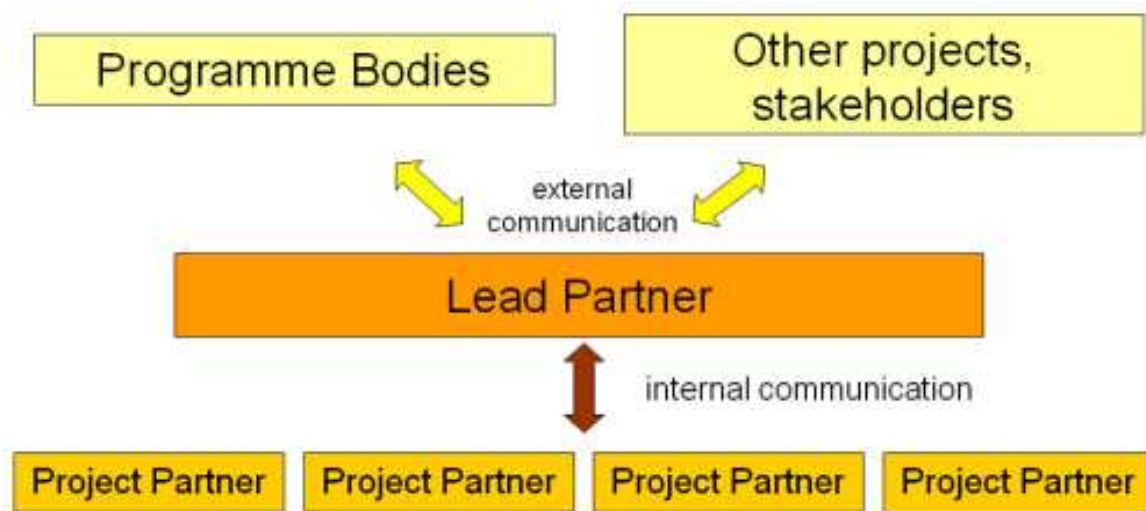 Programme Bodies
Other projects,
stakeholders
external
communication
Lead Partner
internal communication
Project Partner
Project Partner
Project Partner
Project Partner